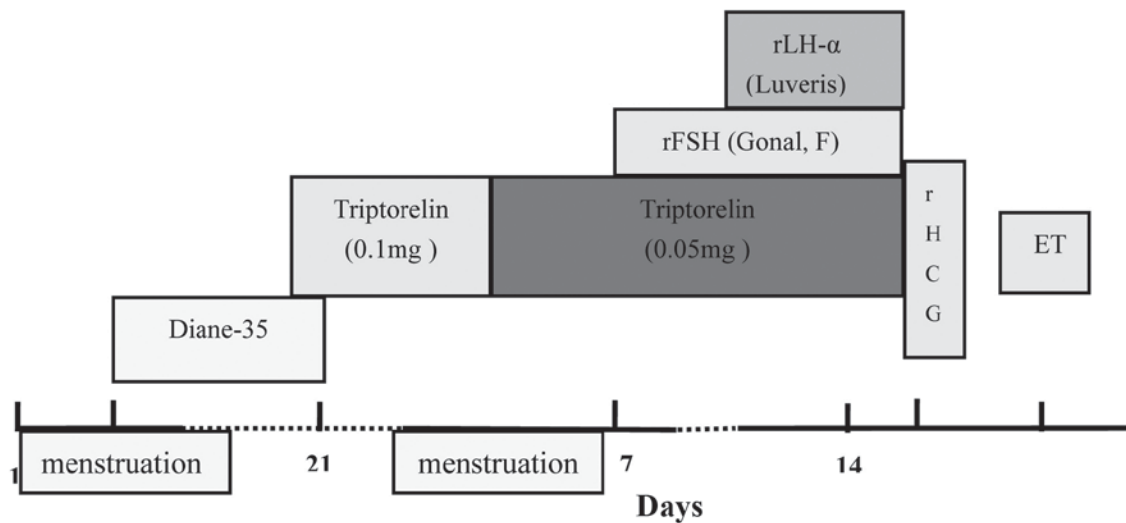 rLH-α
(Luveris)
rFSH (Gonal, F)
Triptorelin
(0.1mg )
Triptorelin
(0.05mg )
r
H
C
G
ET
Diane-35
1
menstruation
21
menstruation
7
14
Days